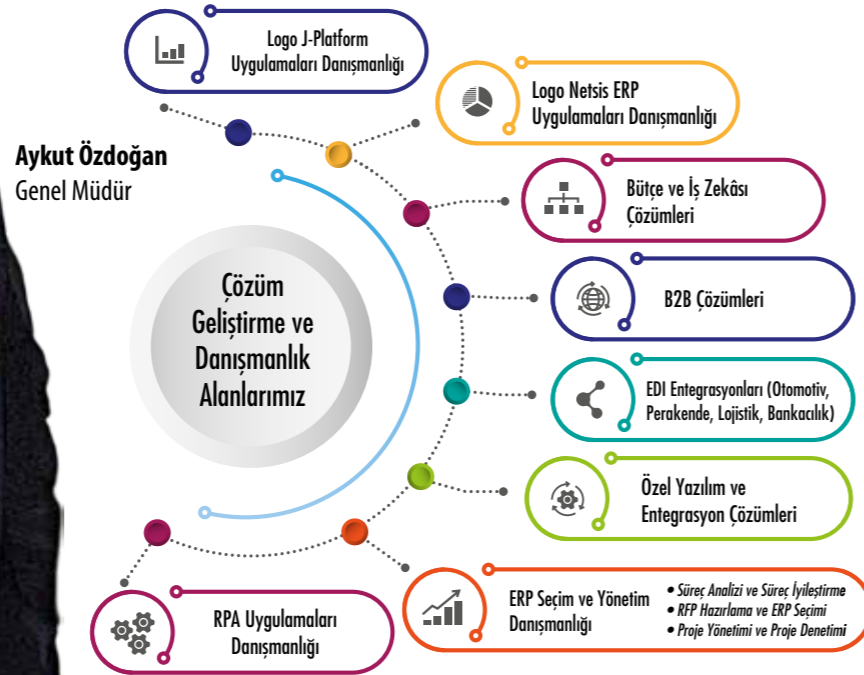 Logo J-Platform
Uygulamaları Danışmanlığı
Logo Netsis ERP
Uygulamaları Danışmanlığı
Aykut Özdoğan
Genel Müdür
Bütçe ve İş Zekâsı
Çözümleri
Çözüm
Geliştirme ve
Danışmanlık
Alanlarımız
B2B Çözümleri
EDI Entegrasyonları (Otomotiv,
Perakende, Lojistik, Bankacılık)
Özel Yazılım ve
Entegrasyon Çözümleri
ERP Seçim ve Yönetim
Danışmanlığı
• Süreç Analizi ve Süreç İyileştirme
• RFP Hazırlama ve ERP Seçimi
• Proje Yönetimi ve Proje Denetimi
RPA Uygulamaları
Danışmanlığı